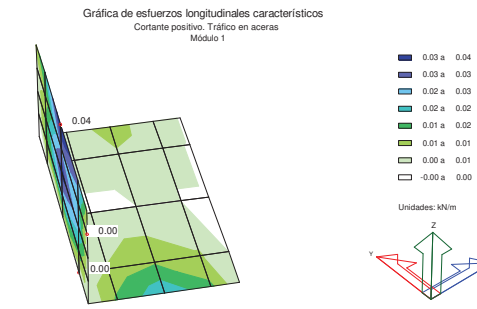 Gráfica de esfuerzos longitudinales característicos
Cortante positivo. Tráfico en aceras
Módulo 1
0.03 a 0.04
0.03 a 0.03
0.02 a 0.03
0.02 a 0.02
0.01 a 0.02
0.01 a 0.01
0.00 a 0.01
-0.00 a 0.00
0.04
0.00
0.00
Unidades: kN/m
Z
Y